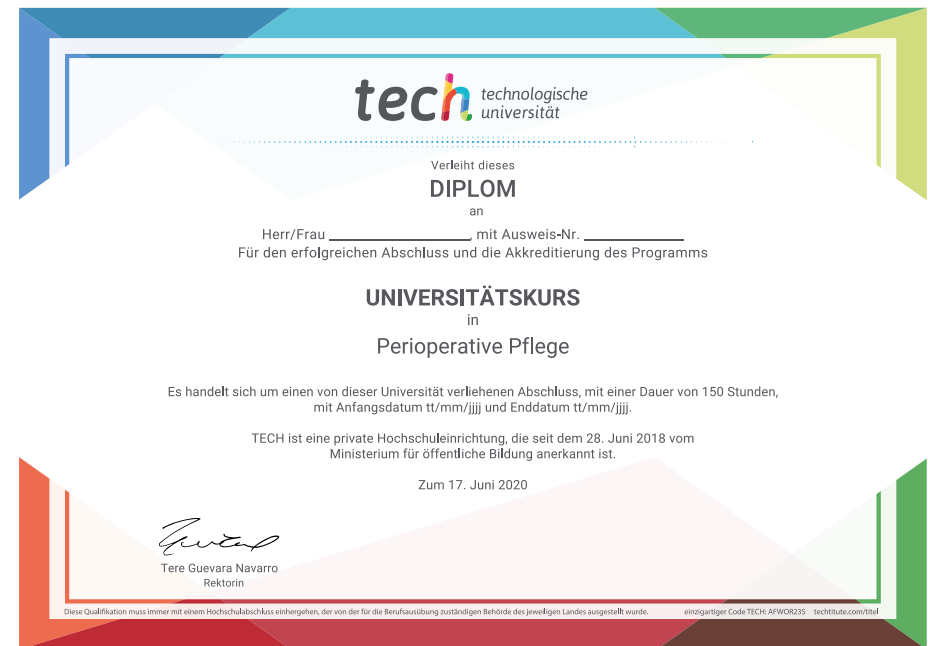 tech technologische
universität
Verleiht dieses
DIPLOM
an
Herr/Frau ____________________, mit Ausweis-Nr. __________________
Für den erfolgreichen Abschluss und die Akkreditierung des Programms
UNIVERSITÄTSKURS
in
Perioperative Pflege
Es handelt sich um einen von dieser Universität verliehenen Abschluss, mit einer Dauer von 150 Stunden,
mit Anfangsdatum tt/mm/jjjj und Enddatum tt/mm/jjjj.
TECH ist eine private Hochschuleinrichtung, die seit dem 28. Juni 2018 vom
Ministerium für öffentliche Bildung anerkannt ist.
Zum 17. Juni 2020
Tere Guevara Navarro
Rektorin
Diese Qualifikation muss immer mit einem Hochschulabschluss einhergehen, der von der für die Berufsausübung zuständigen Behörde des jeweiligen Landes ausgestellt wurde. einzigartiger Code TECH: AFWOR23S techtitute.com/titel